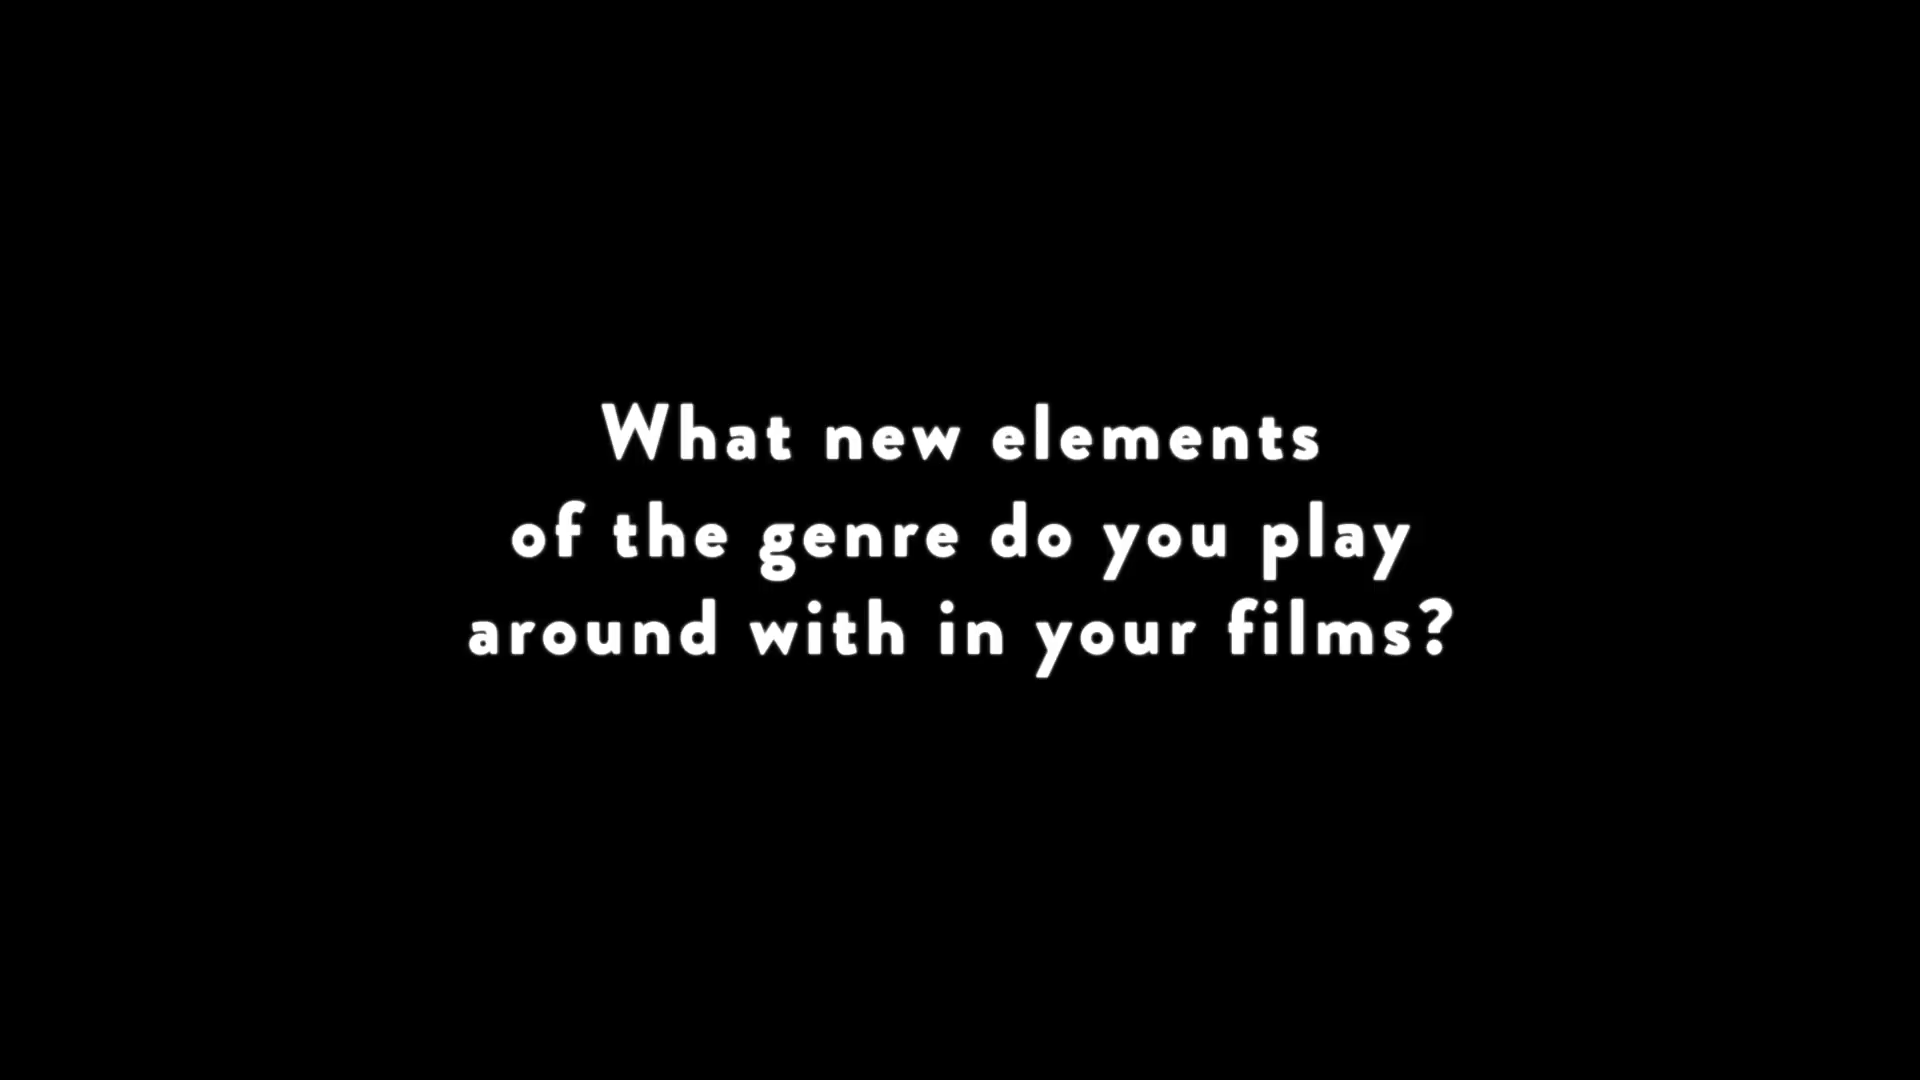 What new elements
of the genre do you play
around with in your films?